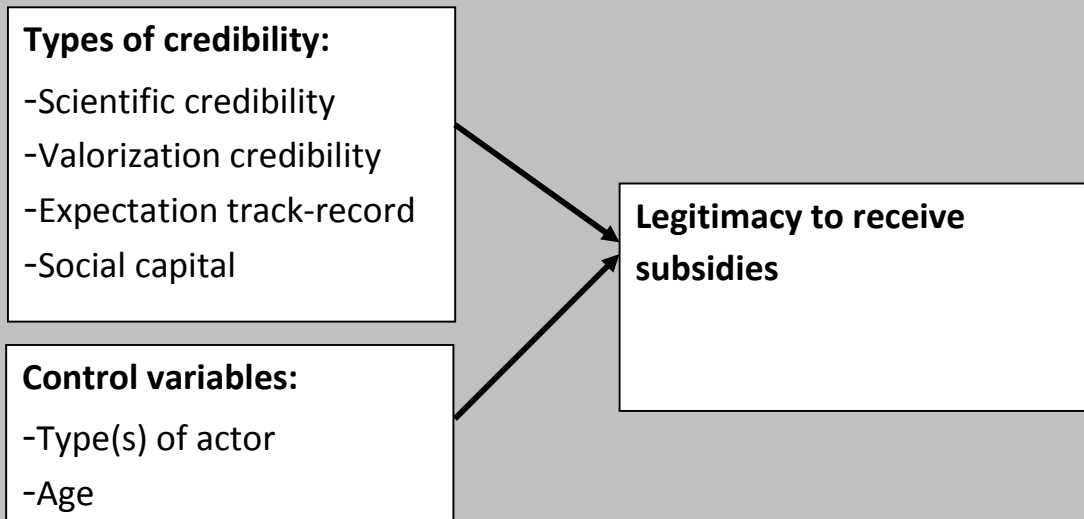 Types of credibility:
-Scientific credibility
-Valorization credibility
-Expectation track-record
-Social capital
Control variables:
-Type(s) of actor
-Age
Legitimacy to receive
subsidies